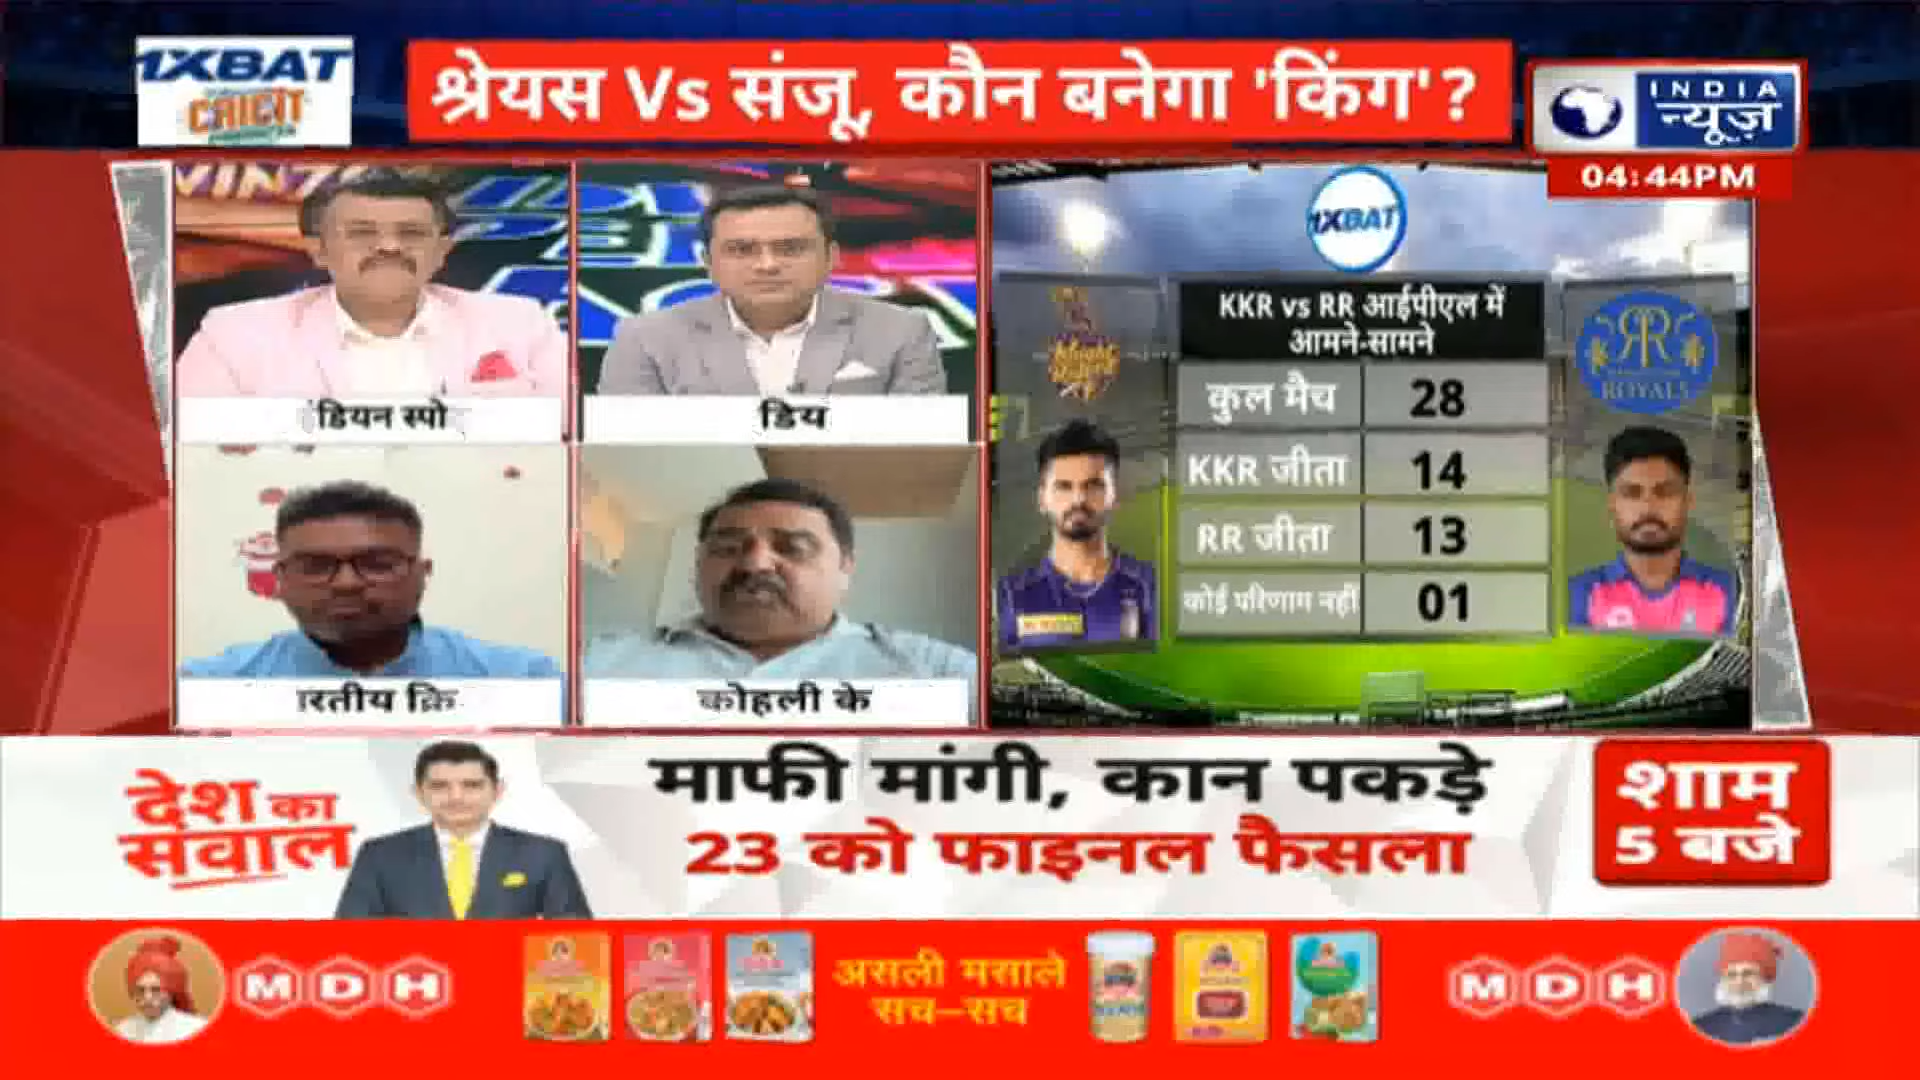 1XBAT
CRICIT
श्रेयस Vs संजू, कौन बनेगा 'किंग'?
INDIA
न्यूज़
04:44PM
डियन स्पो
डिय
रतीय क्रि
कोहली के
1XBAT
KKR vs RR आईपीएल में
आमने-सामने
कुल मैच 28
KKR जीता 14
RR जीता 13
कोई परिणाम नहीं 01
RR
ROYALS
देश का
सवाल
माफी मांगी, कान पकड़े
23 को फाइनल फैसला
शाम
5 बजे
MDH
असली मसाले
सच–सच
MDH